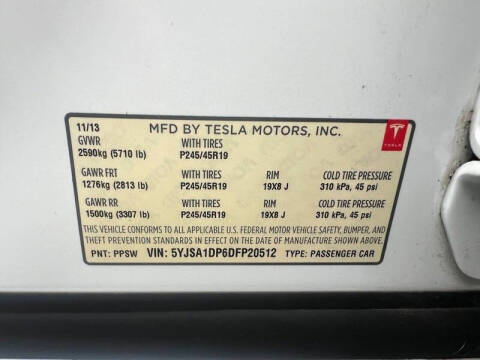 11/13 MFD BY TESLA MOTORS, INC.
GVWR WITH TIRES
2590kg (5710 lb) P245/45R19
TESLA
GAWR FRT WITH TIRES RIM COLD TIRE PRESSURE
1276kg (2813 lb) P245/45R19 19X8 J 310 kPa, 45 psi
GAWR RR WITH TIRES RIM COLD TIRE PRESSURE
1500kg (3307 lb) P245/45R19 19X8 J 310 kPa, 45 psi
THIS VEHICLE CONFORMS TO ALL APPLICABLE U.S. FEDERAL MOTOR VEHICLE SAFETY, BUMPER, AND
THEFT PREVENTION STANDARDS IN EFFECT ON THE DATE OF MANUFACTURE SHOWN ABOVE.
PNT: PPSW VIN: 5YJSA1DP6DFP20512 TYPE: PASSENGER CAR